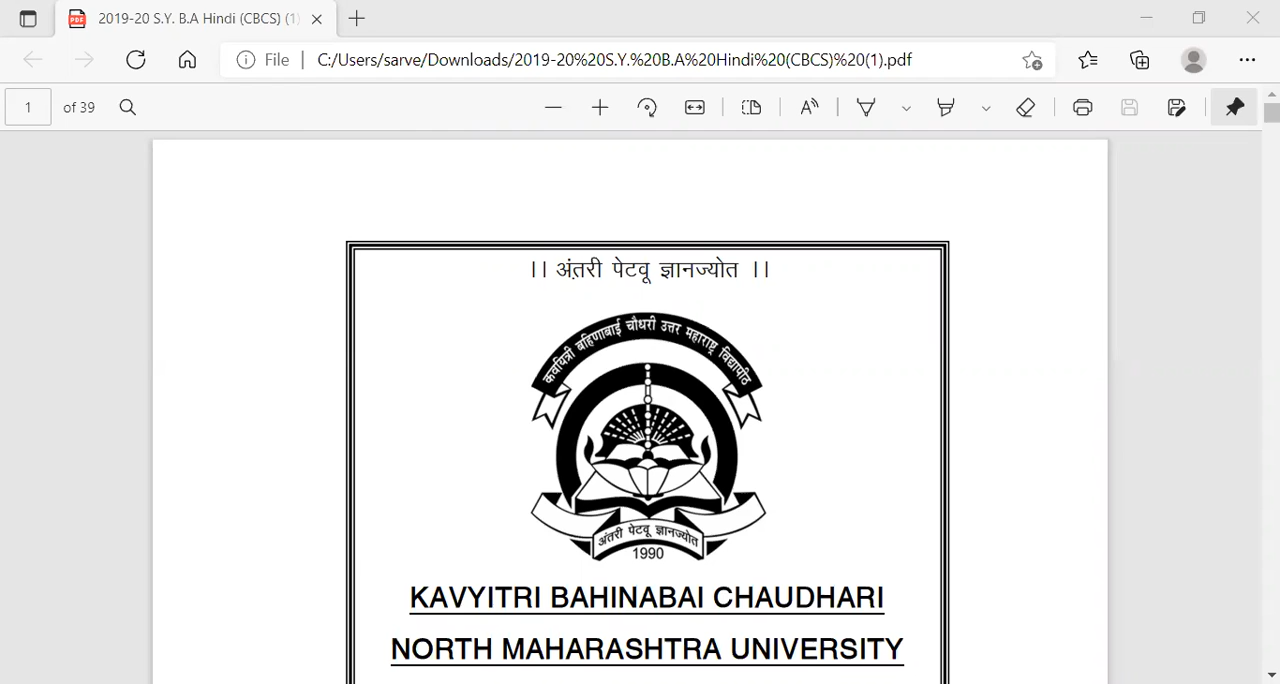 2019-20 S.Y. B.A Hindi (CBCS) (1)
File
C:/Users/sarve/Downloads/2019-20%20S.Y.%20B.A%20Hindi%20(CBCS)%20(1).pdf
1 of 39
।। अंतरी पेटवू ज्ञानज्योत ।।
कवयित्री बहिणाबाई चौधरी उत्तर महाराष्ट्र विद्यापीठ
अंतरी पेटवू ज्ञानज्योत
1990
KAVYITRI BAHINABAI CHAUDHARI
NORTH MAHARASHTRA UNIVERSITY